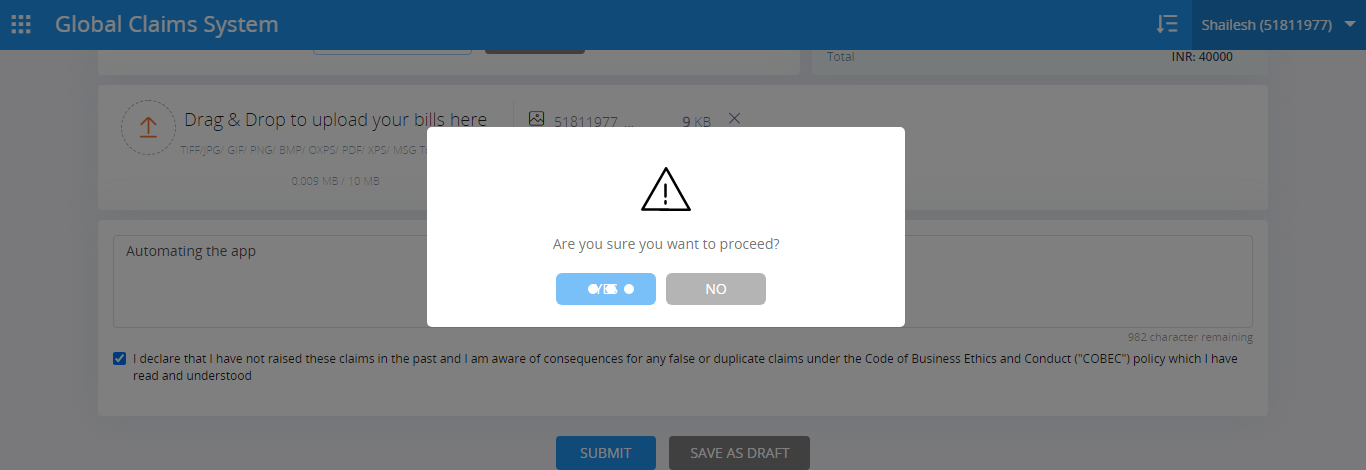 Global Claims System
Shailesh (51811977)
Total
INR: 40000
Drag & Drop to upload your bills here
51811977 ...
9 KB
TIFF/JPG/ GIF/ PNG/ BMP/ OXPS/ PDF/ XPS/ MSG
0.009 MB / 10 MB
Are you sure you want to proceed?
YES
NO
Automating the app
982 character remaining
I declare that I have not raised these claims in the past and I am aware of consequences for any false or duplicate claims under the Code of Business Ethics and Conduct ("COBEC") policy which I have
read and understood
SUBMIT
SAVE AS DRAFT